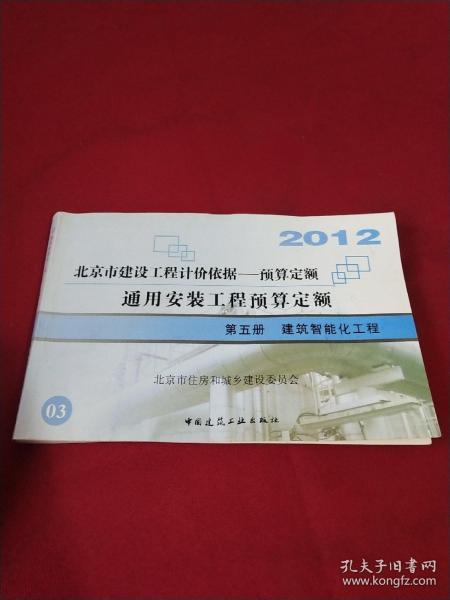 2012
北京市建设工程计价依据——预算定额
通用安装工程预算定额
第五册 建筑智能化工程
北京市住房和城乡建设委员会
03
中国建筑工业出版社
孔夫子旧书网
www.kongfz.com